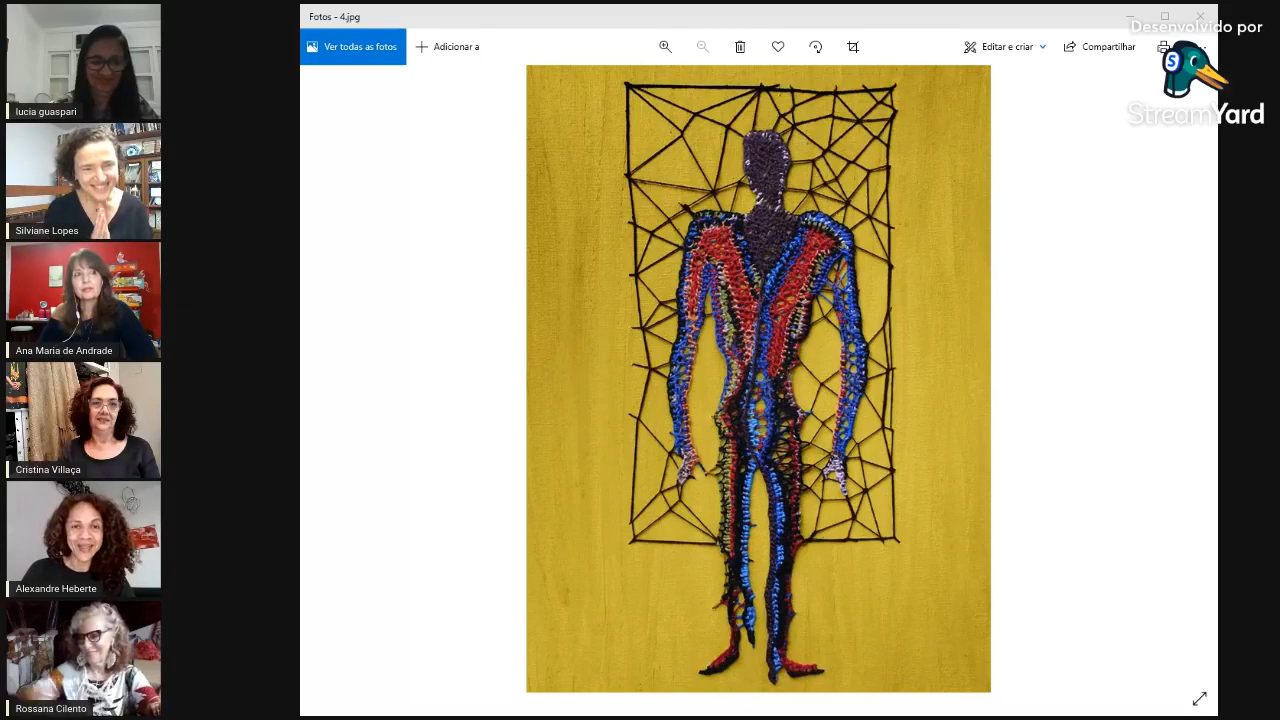 Fotos - 4.jpg
Ver todas as fotos
Adicionar a
Editar e criar
Compartilhar
Desenvolvido por
S
StreamYard
lucia guaspari
Silviane Lopes
Ana Maria de Andrade
Cristina Villaça
Alexandre Heberte
Rossana Cilento